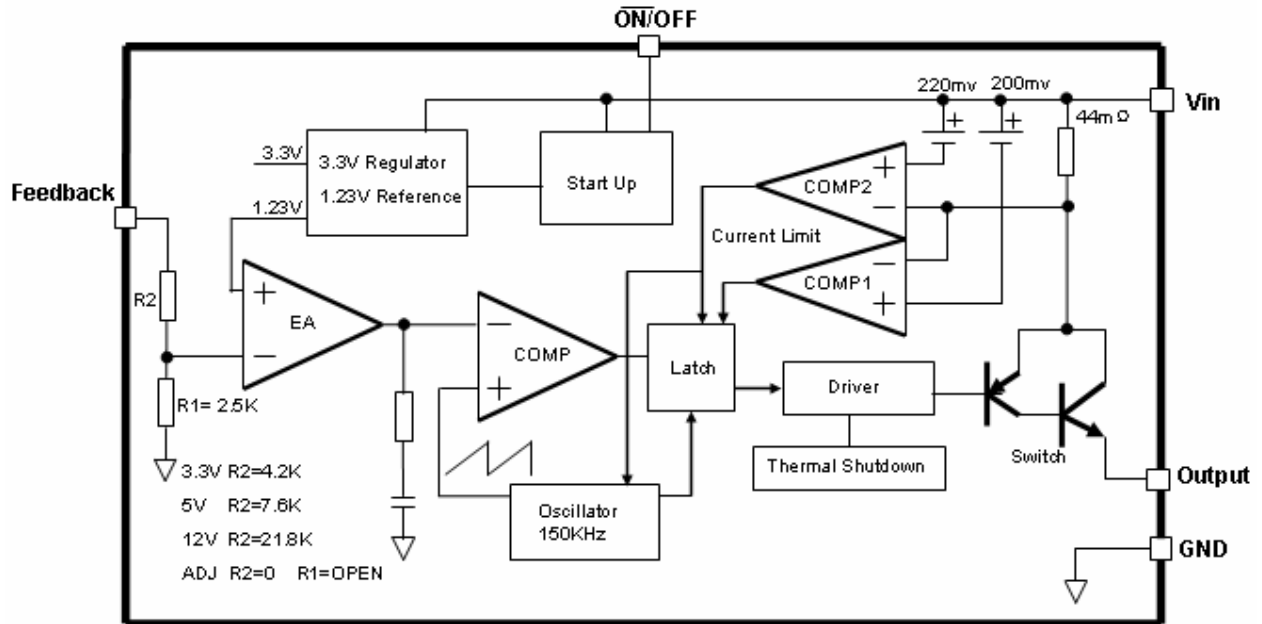 ON/OFF
220mv 200mv
Vin
44mΩ
3.3V
3.3V Regulator
1.23V Reference
Start Up
+
COMP2
−
Feedback
1.23V
Current Limit
−
COMP1
+
R2
+
EA
−
−
COMP
+
Latch
Driver
R1= 2.5K
Switch
Thermal Shutdown
3.3V R2=4.2K
5V R2=7.6K
12V R2=21.8K
ADJ R2=0 R1=OPEN
Oscillator
150KHz
Output
GND
+
+